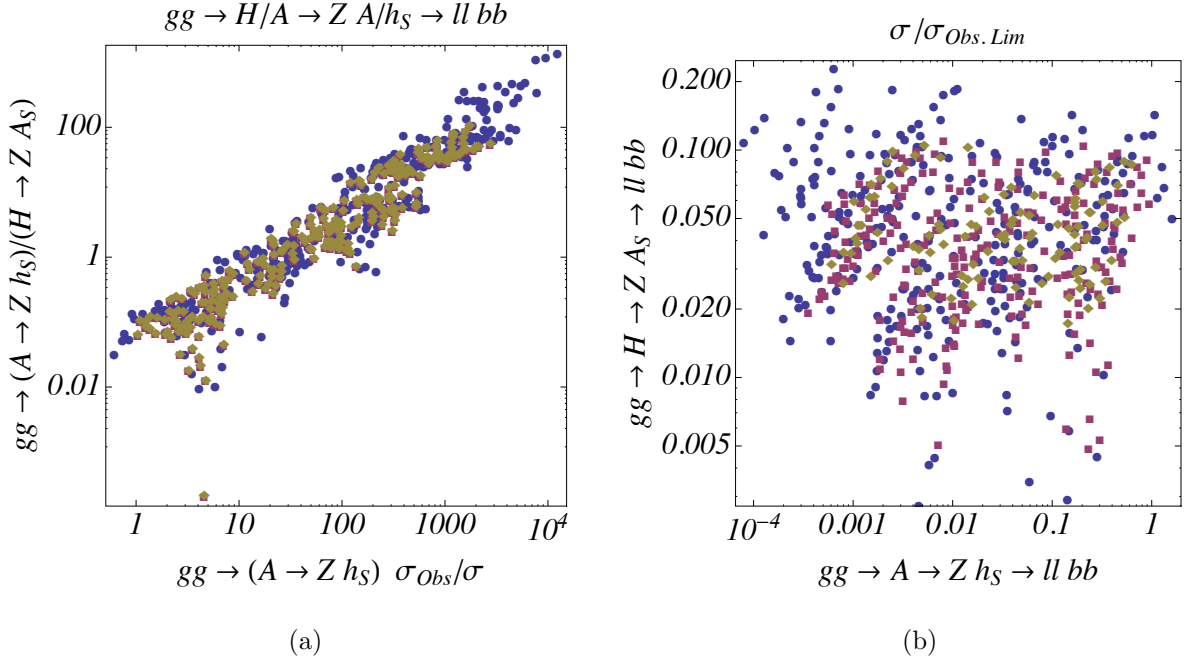 gg → H/A → Z A/h_S → ll bb
gg → (A → Z h_S)/(H → Z A_S)
100
1
0.01
1 10 100 1000 10^4
gg → (A → Z h_S) σ_Obs/σ
(a)
σ/σ_Obs. Lim
gg → H → Z A_S → ll bb
0.200
0.100
0.050
0.020
0.010
0.005
10^-4 0.001 0.01 0.1 1
gg → A → Z h_S → ll bb
(b)